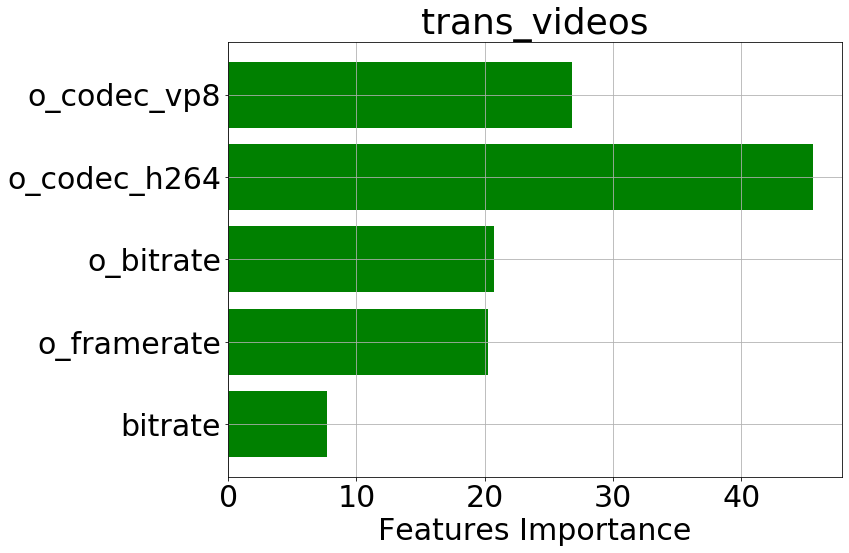 trans_videos
o_codec_vp8
o_codec_h264
o_bitrate
o_framerate
bitrate
0 10 20 30 40
Features Importance